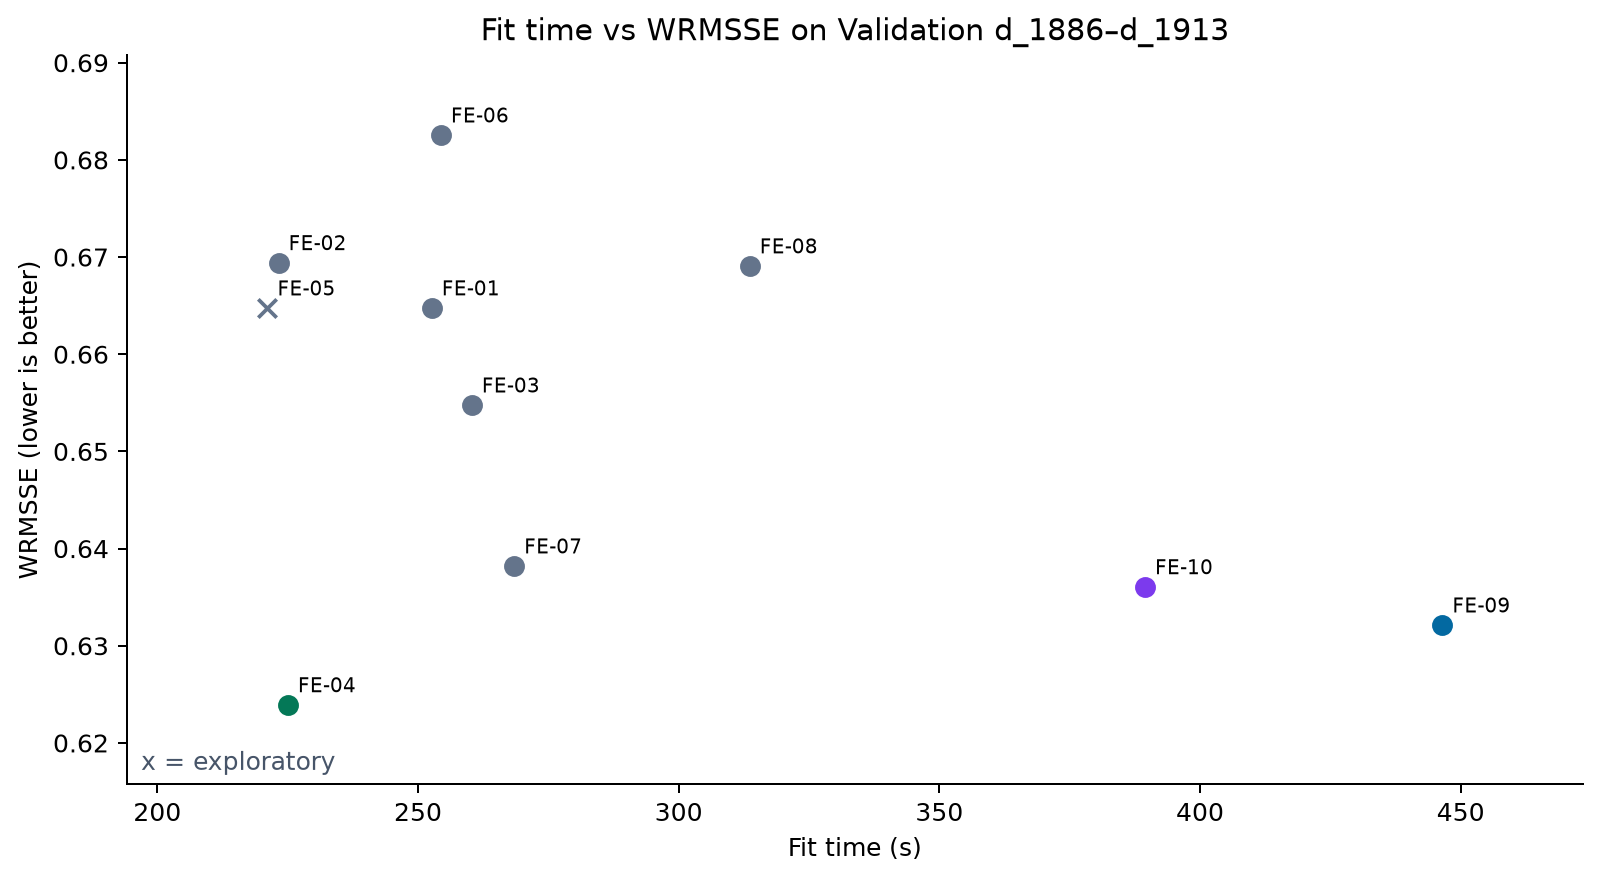 Fit time vs WRMSSE on Validation d_1886–d_1913
WRMSSE (lower is better)
0.69
0.68
0.67
0.66
0.65
0.64
0.63
0.62
FE-06
FE-02
FE-08
FE-05
FE-01
FE-03
FE-07
FE-10
FE-09
FE-04
x = exploratory
200
250
300
350
400
450
Fit time (s)